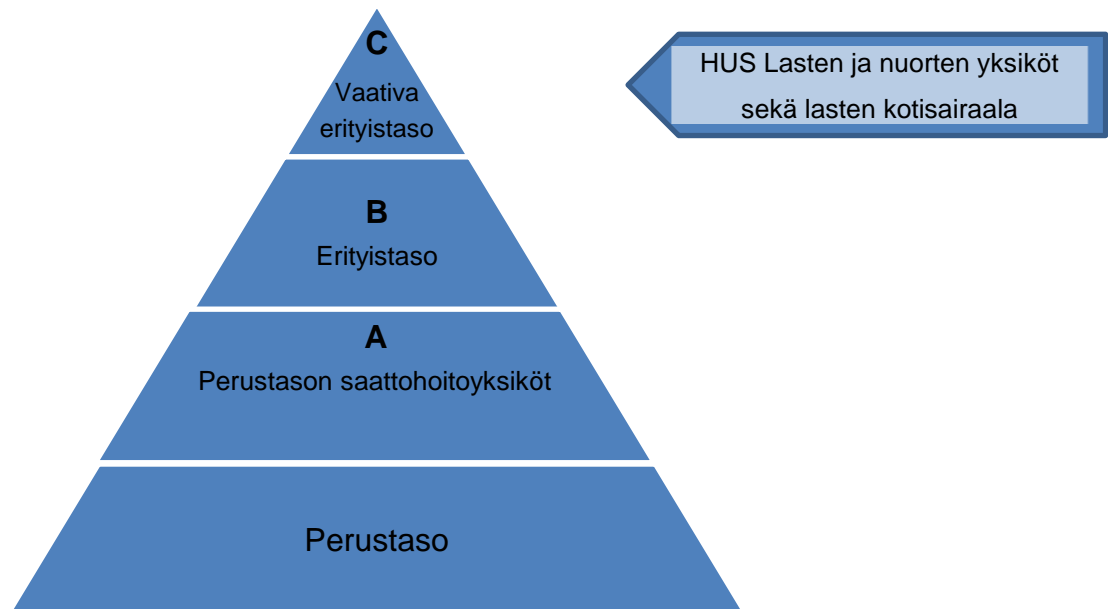 C
Vaativa
erityistaso
HUS Lasten ja nuorten yksiköt
sekä lasten kotisairaala
B
Erityistaso
A
Perustason saattohoitoyksiköt
Perustaso